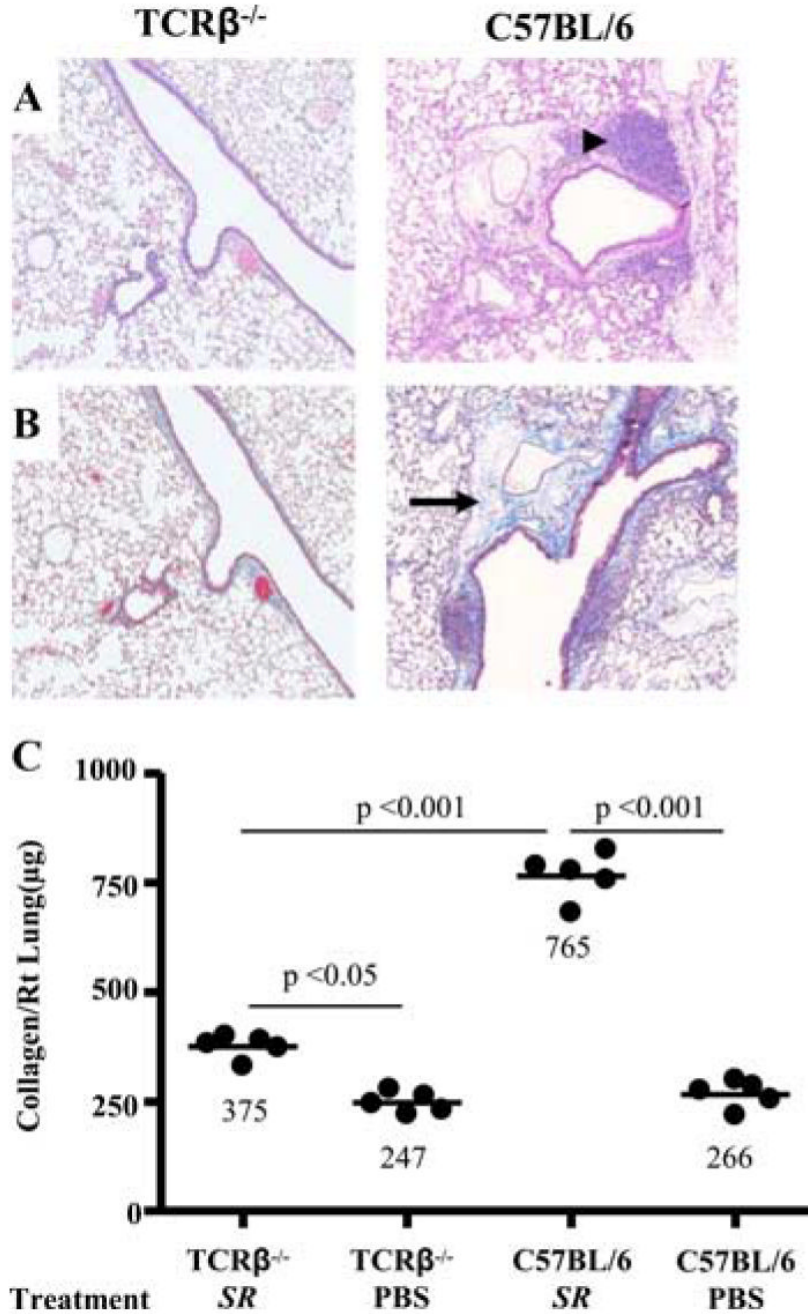 TCRβ-/- C57BL/6
A
B
C
1000
750
500
250
0
Collagen/Rt Lung(µg)
p <0.001 p <0.001
p <0.05
765
375
247
266
TCRβ-/- TCRβ-/- C57BL/6 C57BL/6
Treatment SR PBS SR PBS